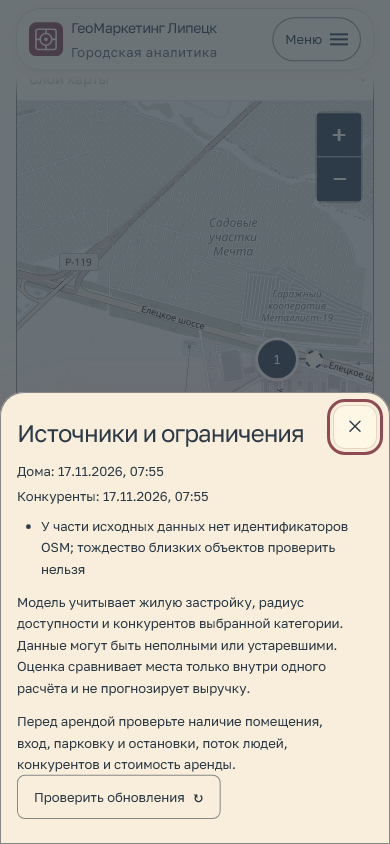 ГеоМаркетинг Липецк
Городская аналитика
Меню
Слои карты
+
−
Садовые
участки
Мечта
Р-119
Гаражный
кооператив
Металлист-19
Елецкое шоссе
1
Елецкое ш
Источники и ограничения
Дома: 17.11.2026, 07:55
Конкуренты: 17.11.2026, 07:55
• У части исходных данных нет идентификаторов
OSM; тождество близких объектов проверить
нельзя
Модель учитывает жилую застройку, радиус
доступности и конкурентов выбранной категории.
Данные могут быть неполными или устаревшими.
Оценка сравнивает места только внутри одного
расчёта и не прогнозирует выручку.
Перед арендой проверьте наличие помещения,
вход, парковку и остановки, поток людей,
конкурентов и стоимость аренды.
Проверить обновления ↻